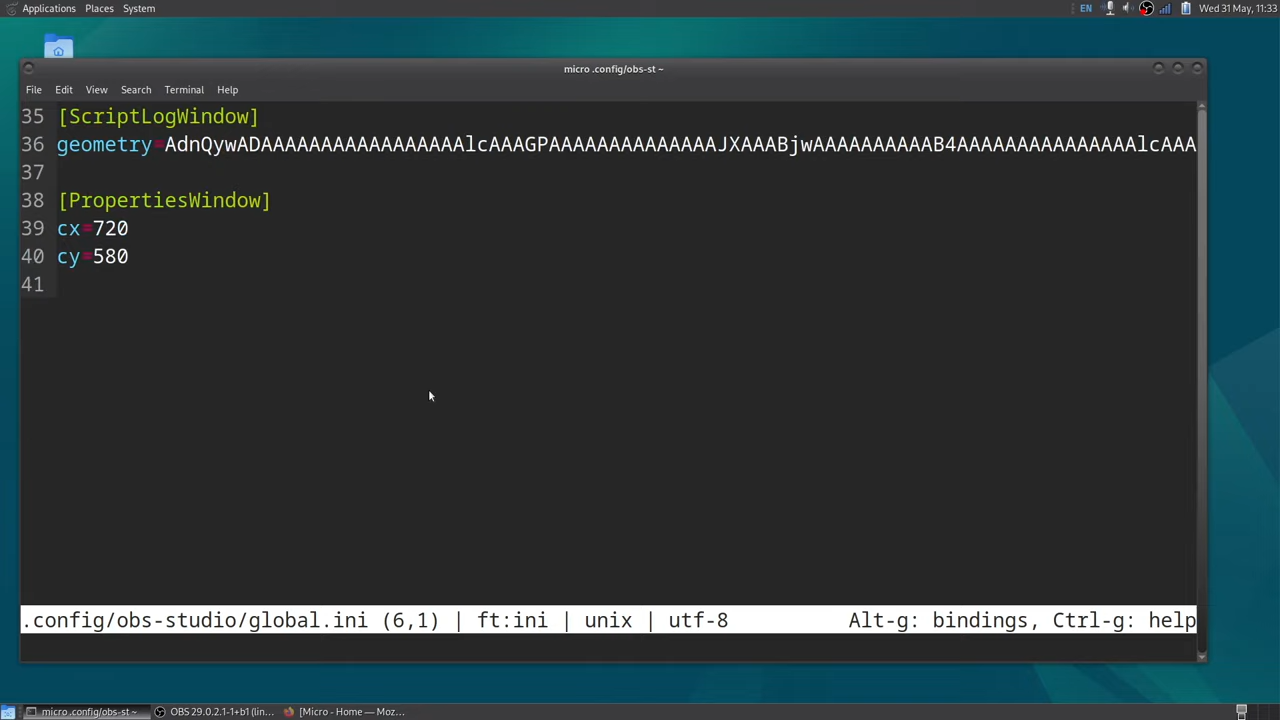 Applications Places System EN Wed 31 May, 11:33
micro .config/obs-st ~
File Edit View Search Terminal Help
35 [ScriptLogWindow]
36 geometry=AdnQywADAAAAAAAAAAAAAAAAAlcAAAGPAAAAAAAAAAAAAAJXAAABjwAAAAAAAAAAB4AAAAAAAAAAAAAAAlcAAA
37
38 [PropertiesWindow]
39 cx=720
40 cy=580
41
.config/obs-studio/global.ini (6,1) | ft:ini | unix | utf-8 Alt-g: bindings, Ctrl-g: help
micro .config/obs-st ~ OBS 29.0.2.1-1+b1 (lin... [Micro - Home — Moz...